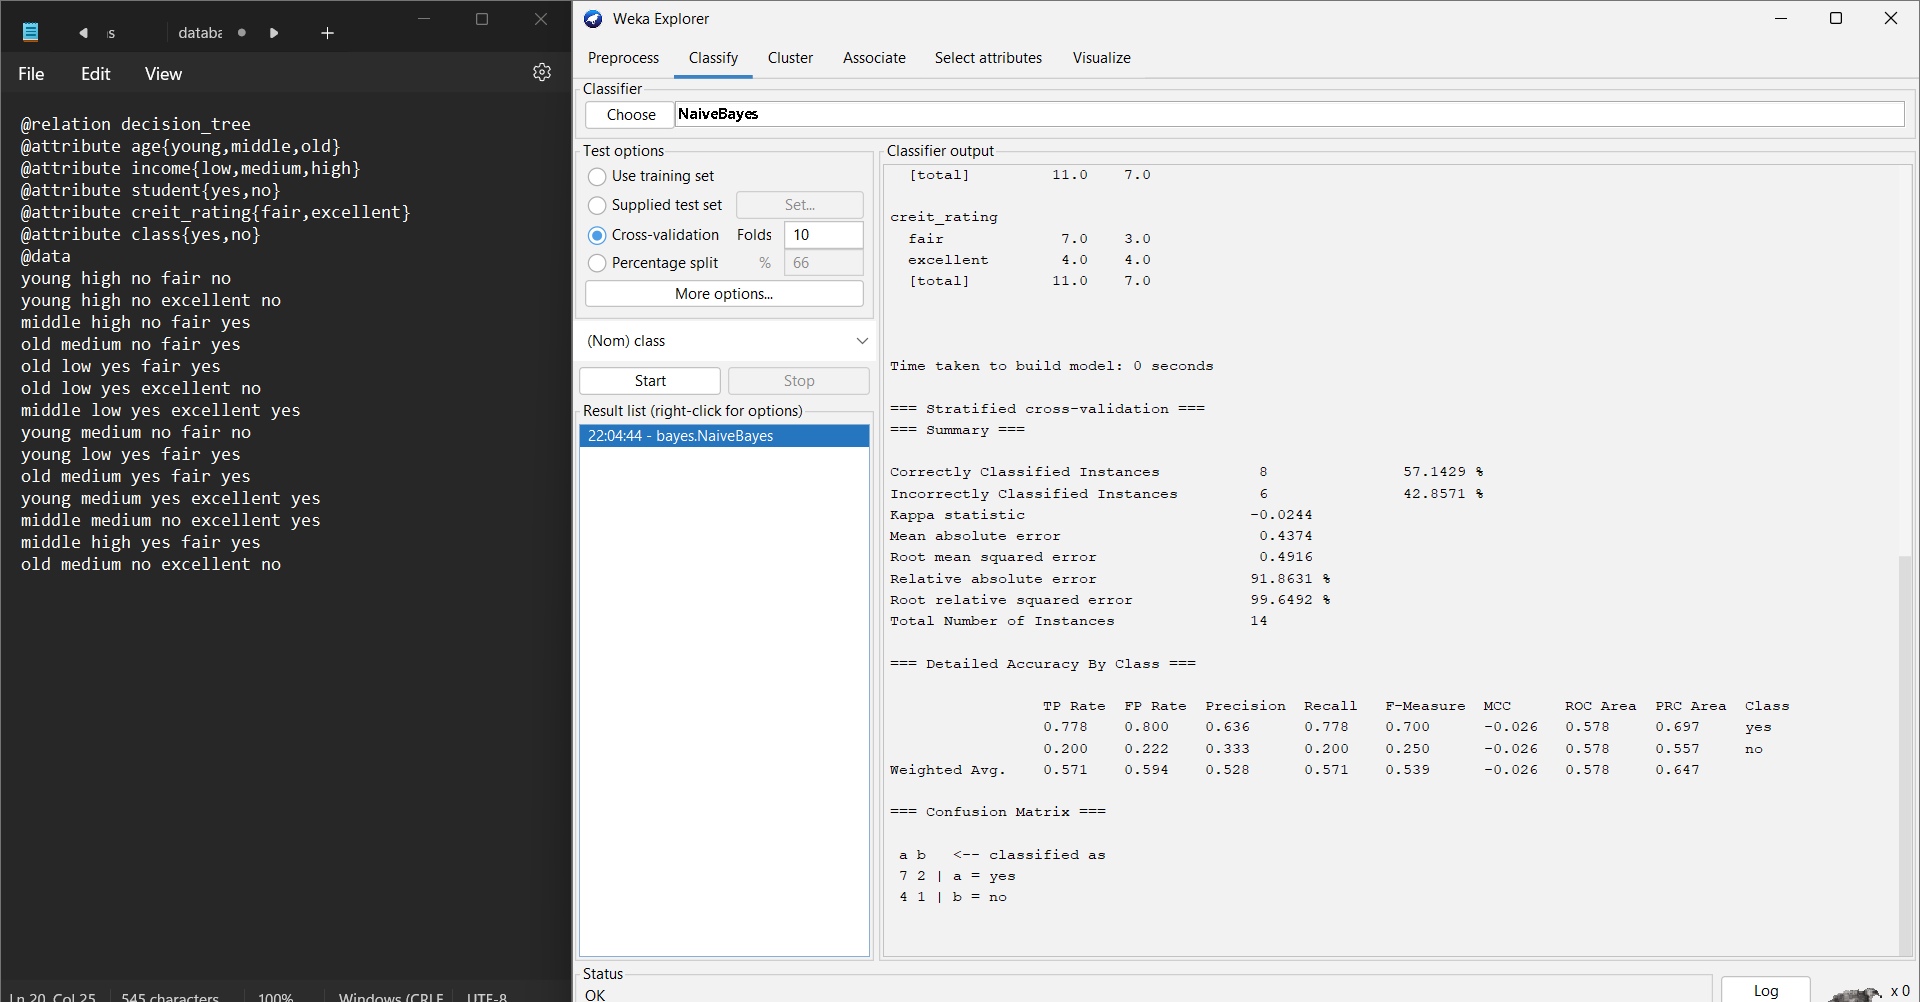 s
databa
+
File Edit View
@relation decision_tree
@attribute age{young,middle,old}
@attribute income{low,medium,high}
@attribute student{yes,no}
@attribute creit_rating{fair,excellent}
@attribute class{yes,no}
@data
young high no fair no
young high no excellent no
middle high no fair yes
old medium no fair yes
old low yes fair yes
old low yes excellent no
middle low yes excellent yes
young medium no fair no
young low yes fair yes
old medium yes fair yes
young medium yes excellent yes
middle medium no excellent yes
middle high yes fair yes
old medium no excellent no
Ln 20, Col 25 545 characters 100% Windows (CRLF UTF-8
Weka Explorer
Preprocess Classify Cluster Associate Select attributes Visualize
Classifier
Choose NaiveBayes
Test options
Use training set
Supplied test set Set...
Cross-validation Folds 10
Percentage split % 66
More options...
(Nom) class
Start Stop
Result list (right-click for options)
22:04:44 - bayes.NaiveBayes
Classifier output
[total] 11.0 7.0
creit_rating
fair 7.0 3.0
excellent 4.0 4.0
[total] 11.0 7.0
Time taken to build model: 0 seconds
=== Stratified cross-validation ===
=== Summary ===
Correctly Classified Instances 8 57.1429 %
Incorrectly Classified Instances 6 42.8571 %
Kappa statistic -0.0244
Mean absolute error 0.4374
Root mean squared error 0.4916
Relative absolute error 91.8631 %
Root relative squared error 99.6492 %
Total Number of Instances 14
=== Detailed Accuracy By Class ===
TP Rate FP Rate Precision Recall F-Measure MCC ROC Area PRC Area Class
0.778 0.800 0.636 0.778 0.700 -0.026 0.578 0.697 yes
0.200 0.222 0.333 0.200 0.250 -0.026 0.578 0.557 no
Weighted Avg. 0.571 0.594 0.528 0.571 0.539 -0.026 0.578 0.647
=== Confusion Matrix ===
a b <-- classified as
7 2 | a = yes
4 1 | b = no
Status
OK
Log x 0